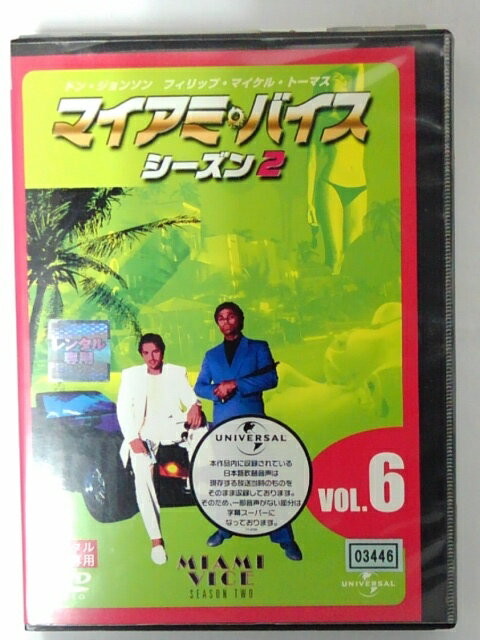 ドン・ジョンソン フィリップ・マイケル・トーマス
マイアミ・バイス
シーズン2
レンタル
専用
UNIVERSAL
本作品内に収録されている
日本語吹替音声は
現存する放送当時のものを
そのまま収録しております。
そのため、一部音声がない部分は
字幕スーパーに
なっております。
VOL.6
タル
専用
MIAMI
VICE
SEASON TWO
03446
UNIVERSAL